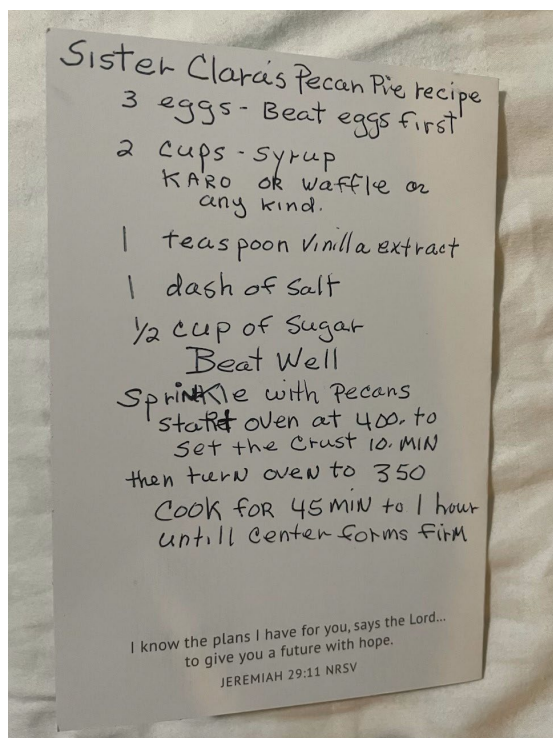 Sister Clara's Pecan Pie recipe
3 eggs - Beat eggs first
2 cups - syrup
KARO or waffle or
any kind.
1 teaspoon Vinilla extract
1 dash of salt
1/2 cup of sugar
Beat Well
Sprinkle with Pecans
start oven at 400. to
set the crust 10. MIN
then turn oven to 350
COOK for 45 MIN to 1 hour
untill center forms firm
I know the plans I have for you, says the Lord...
to give you a future with hope.
JEREMIAH 29:11 NRSV